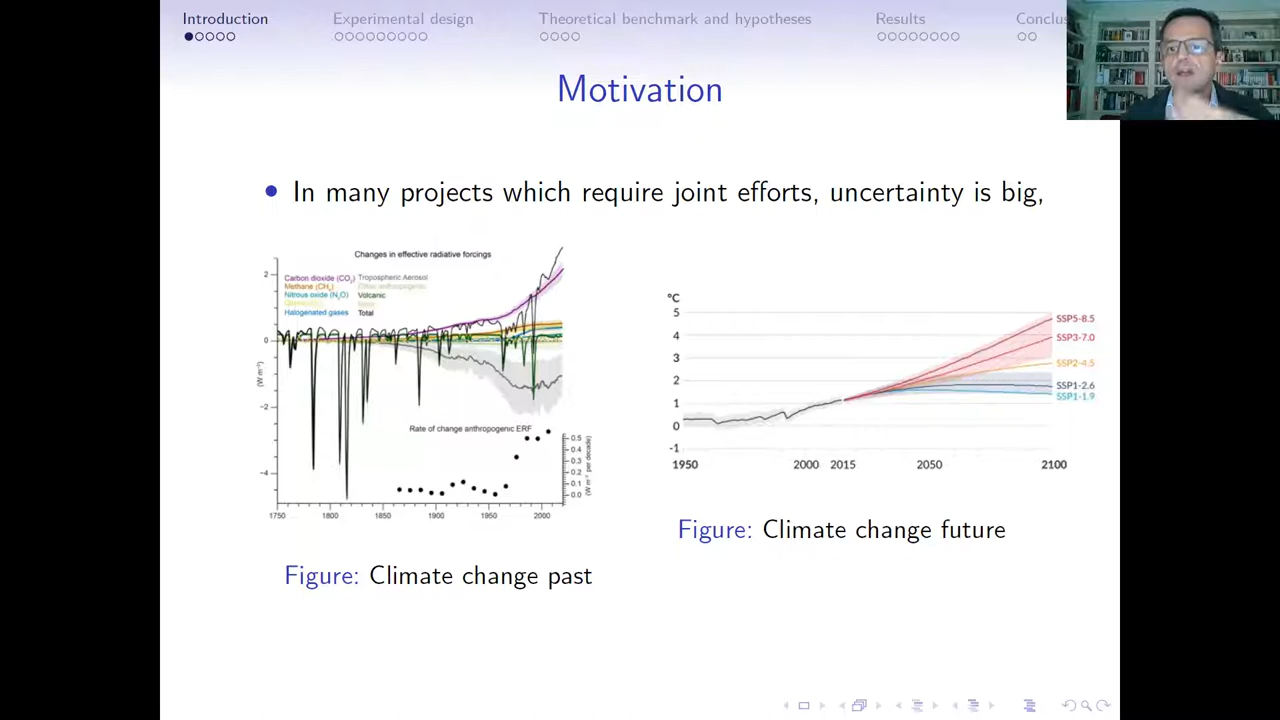 Introduction
Experimental design
Theoretical benchmark and hypotheses
Results
Motivation
In many projects which require joint efforts, uncertainty is big,
Changes in effective radiative forcings
Carbon dioxide (CO2) Tropospheric Aerosol
Methane (CH4) Other anthropogenic
Nitrous oxide (N2O) Volcanic
Halogenated gases Total
2
0
−2
−4
(W m⁻²)
Rate of change anthropogenic ERF
0.5
0.4
0.3
0.2
0.1
0.0
(W m⁻² per decade)
1750 1800 1850 1900 1950 2000
Figure: Climate change past
°C
5
4
3
2
1
0
-1
SSP5-8.5
SSP3-7.0
SSP2-4.5
SSP1-2.6
SSP1-1.9
1950 2000 2015 2050 2100
Figure: Climate change future